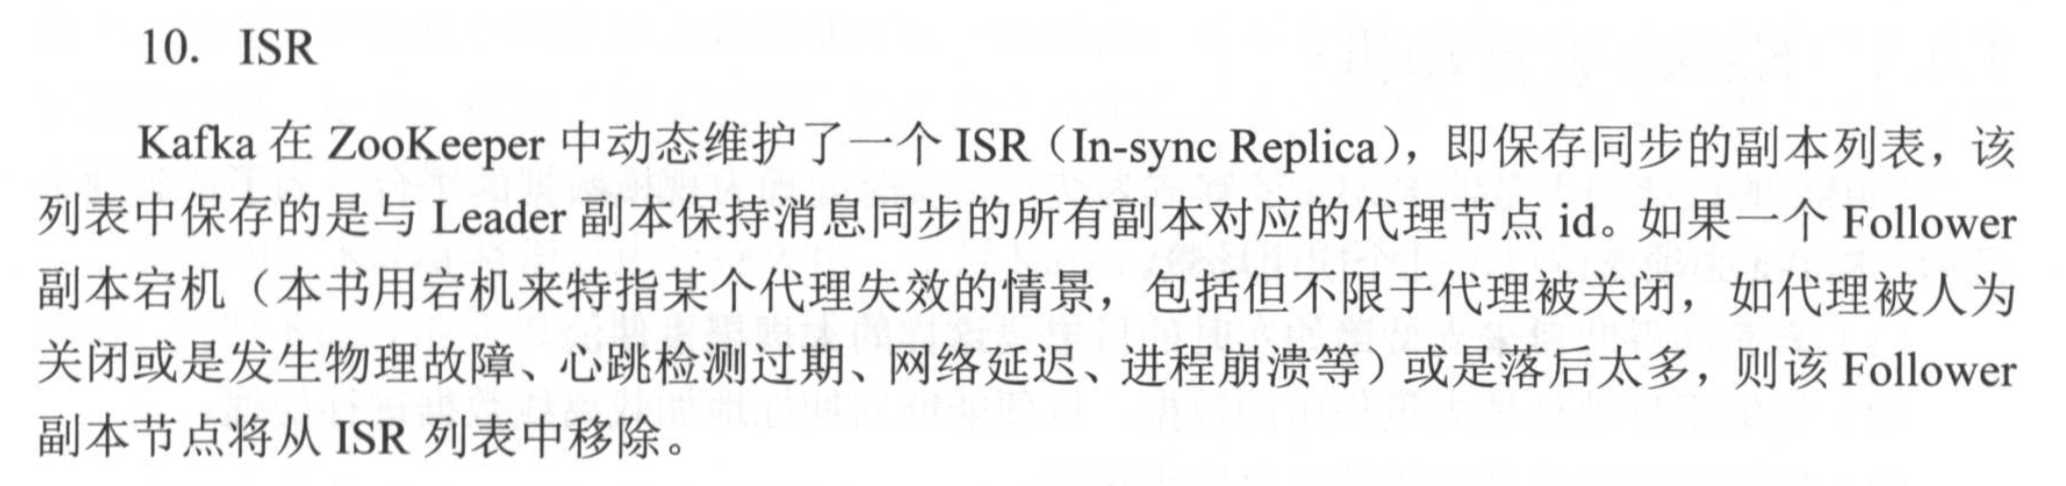 10. ISR
Kafka 在 ZooKeeper 中动态维护了一个 ISR（In-sync Replica），即保存同步的副本列表，该
列表中保存的是与 Leader 副本保持消息同步的所有副本对应的代理节点 id。如果一个 Follower
副本宕机（本书用宕机来特指某个代理失效的情景，包括但不限于代理被关闭，如代理被人为
关闭或是发生物理故障、心跳检测过期、网络延迟、进程崩溃等）或是落后太多，则该 Follower
副本节点将从 ISR 列表中移除。